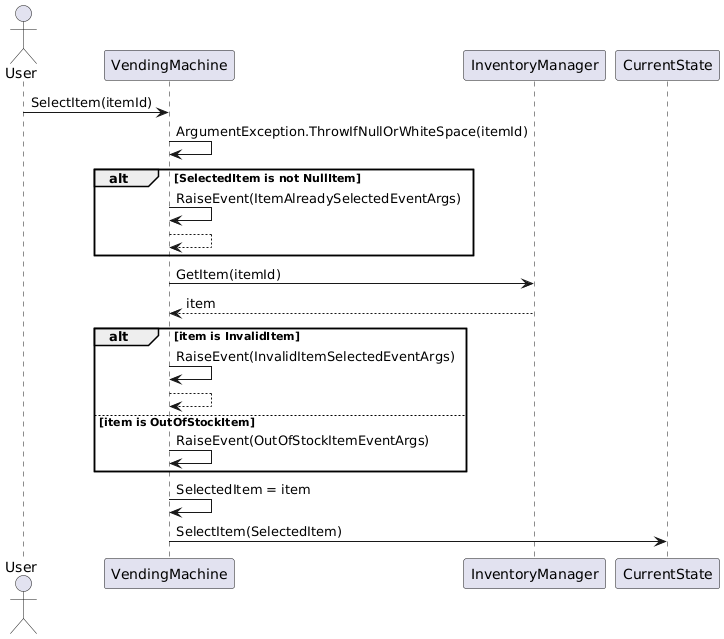 User
VendingMachine
InventoryManager
CurrentState
SelectItem(itemId)
ArgumentException.ThrowIfNullOrWhiteSpace(itemId)
alt
[SelectedItem is not NullItem]
RaiseEvent(ItemAlreadySelectedEventArgs)
GetItem(itemId)
item
alt
[item is InvalidItem]
RaiseEvent(InvalidItemSelectedEventArgs)
[item is OutOfStockItem]
RaiseEvent(OutOfStockItemEventArgs)
SelectedItem = item
SelectItem(SelectedItem)
User
VendingMachine
InventoryManager
CurrentState